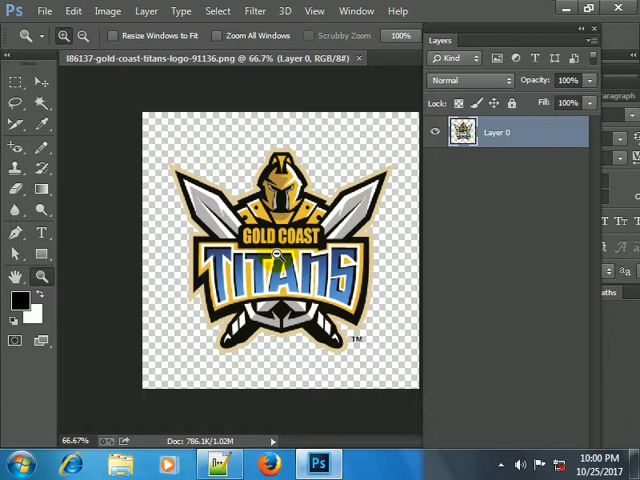 Ps File Edit Image Layer Type Select Filter 3D View Window Help
Resize Windows to Fit Zoom All Windows Scrubby Zoom 100%
l86137-gold-coast-titans-logo-91136.png @ 66.7% (Layer 0, RGB/8#) ×
Layers
Kind
Normal Opacity: 100%
Lock: Fill: 100%
Layer 0
GOLD COAST
TITANS
TM
66.67% Doc: 786.1K/1.02M
Ps
10:00 PM
10/25/2017